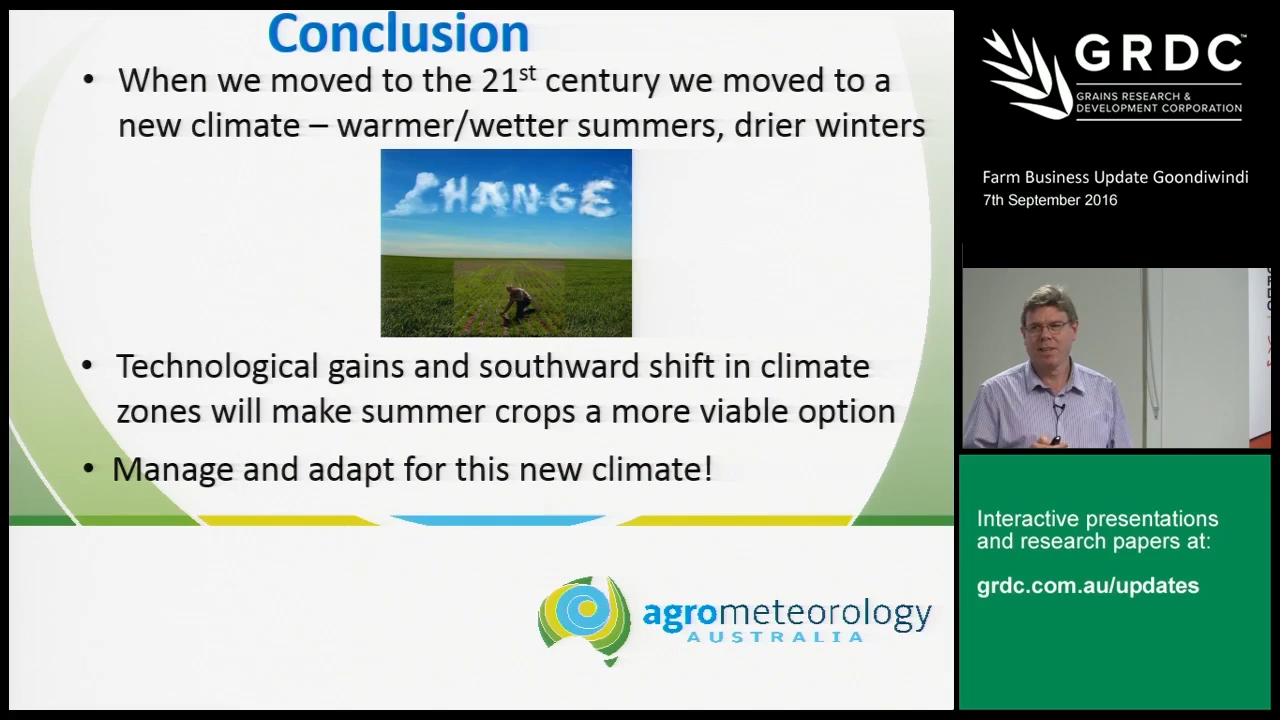 Conclusion
• When we moved to the 21st century we moved to a
new climate – warmer/wetter summers, drier winters
CHANGE
• Technological gains and southward shift in climate
zones will make summer crops a more viable option
• Manage and adapt for this new climate!
agrometeorology
AUSTRALIA
GRDC™
GRAINS RESEARCH &
DEVELOPMENT CORPORATION
Farm Business Update Goondiwindi
7th September 2016
Interactive presentations
and research papers at:
grdc.com.au/updates